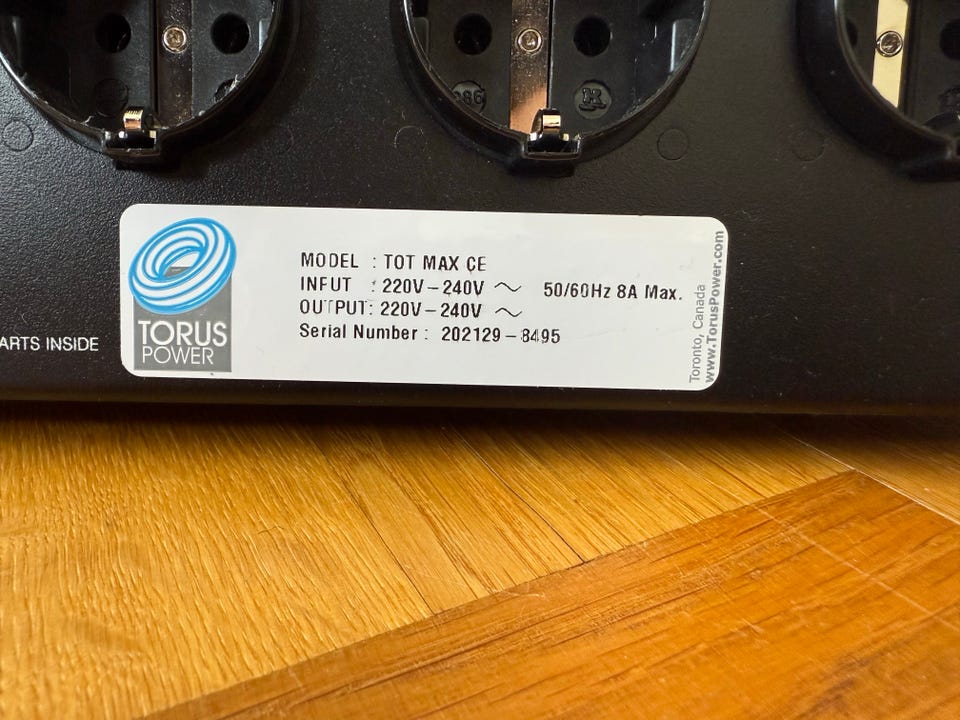 ARTS INSIDE
TORUS
POWER
MODEL : TOT MAX CE
INPUT : 220V – 240V ~ 50/60Hz 8A Max.
OUTPUT: 220V – 240V ~
Serial Number : 202129 – 8495
Toronto, Canada
www.TorusPower.com